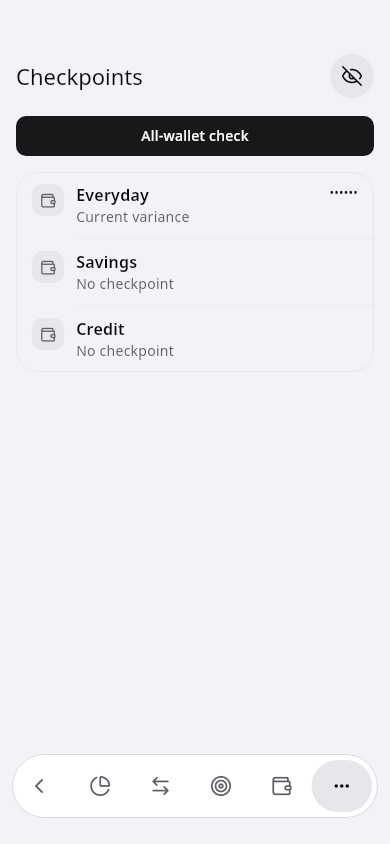 Checkpoints
All-wallet check
Everyday
••••••
Current variance
Savings
No checkpoint
Credit
No checkpoint